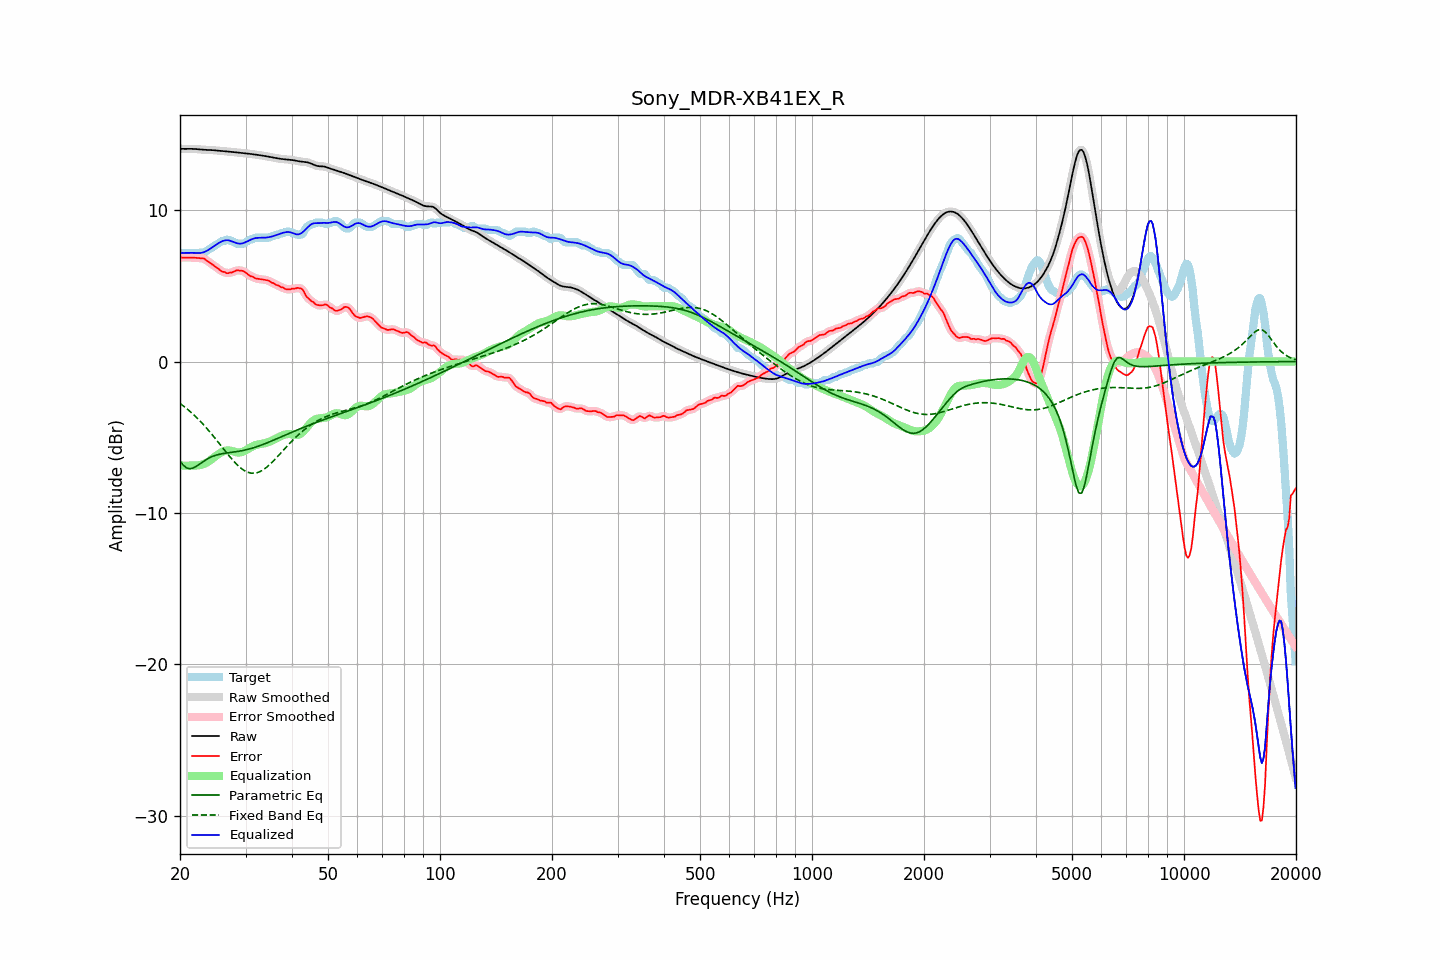 Sony_MDR-XB41EX_R
Amplitude (dBr)
10
0
−10
−20
−30
Target
Raw Smoothed
Error Smoothed
Raw
Error
Equalization
Parametric Eq
Fixed Band Eq
Equalized
20 50 100 200 500 1000 2000 5000 10000 20000
Frequency (Hz)